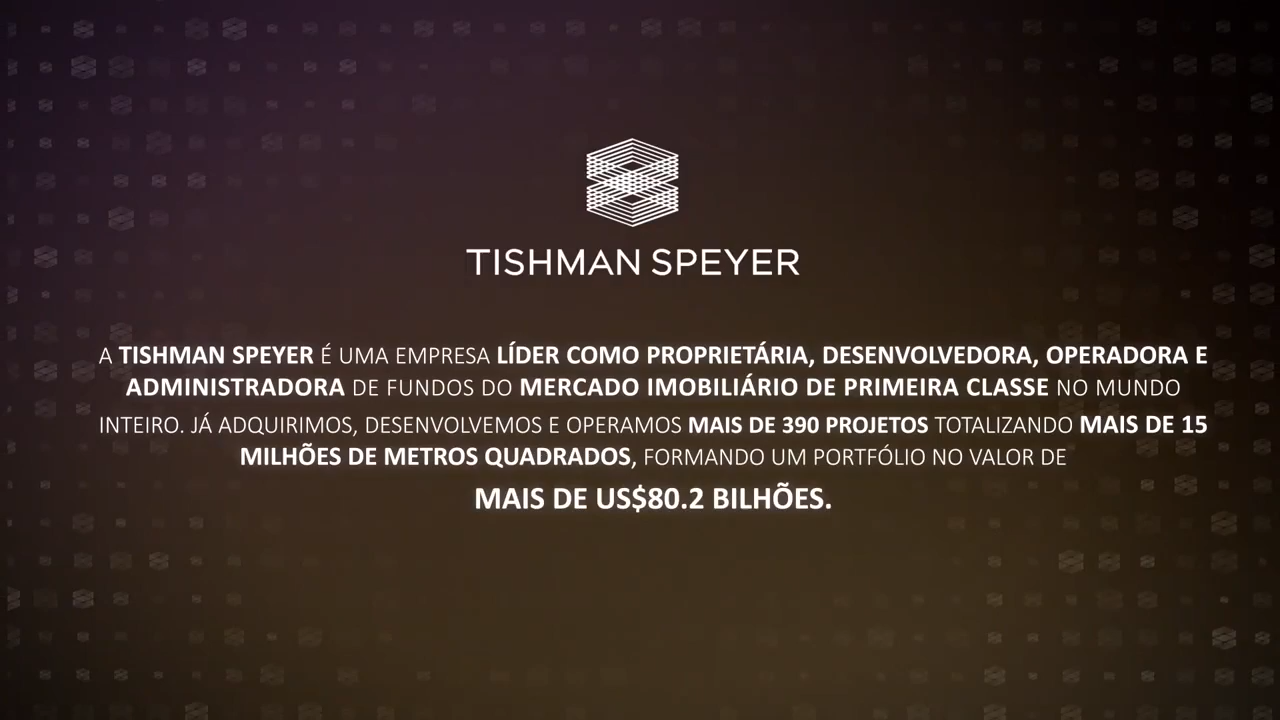 TISHMAN SPEYER
A TISHMAN SPEYER É UMA EMPRESA LÍDER COMO PROPRIETÁRIA, DESENVOLVEDORA, OPERADORA E
ADMINISTRADORA DE FUNDOS DO MERCADO IMOBILIÁRIO DE PRIMEIRA CLASSE NO MUNDO
INTEIRO. JÁ ADQUIRIMOS, DESENVOLVEMOS E OPERAMOS MAIS DE 390 PROJETOS TOTALIZANDO MAIS DE 15
MILHÕES DE METROS QUADRADOS, FORMANDO UM PORTFÓLIO NO VALOR DE
MAIS DE US$80.2 BILHÕES.